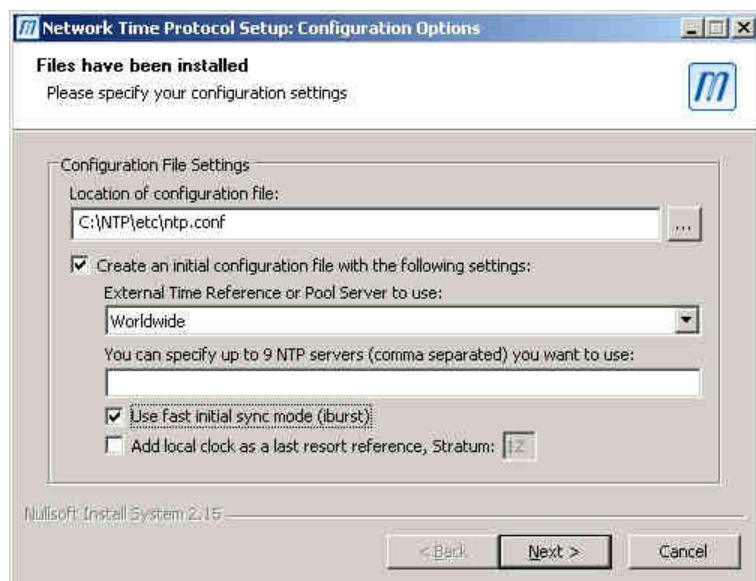 Network Time Protocol Setup: Configuration Options
Files have been installed
Please specify your configuration settings
Configuration File Settings
Location of configuration file:
C:\NTP\etc\ntp.conf
...
Create an initial configuration file with the following settings:
External Time Reference or Pool Server to use:
Worldwide
You can specify up to 9 NTP servers (comma separated) you want to use:
Use fast initial sync mode (iburst)
Add local clock as a last resort reference, Stratum: 12
Nullsoft Install System 2.16
< Back Next > Cancel